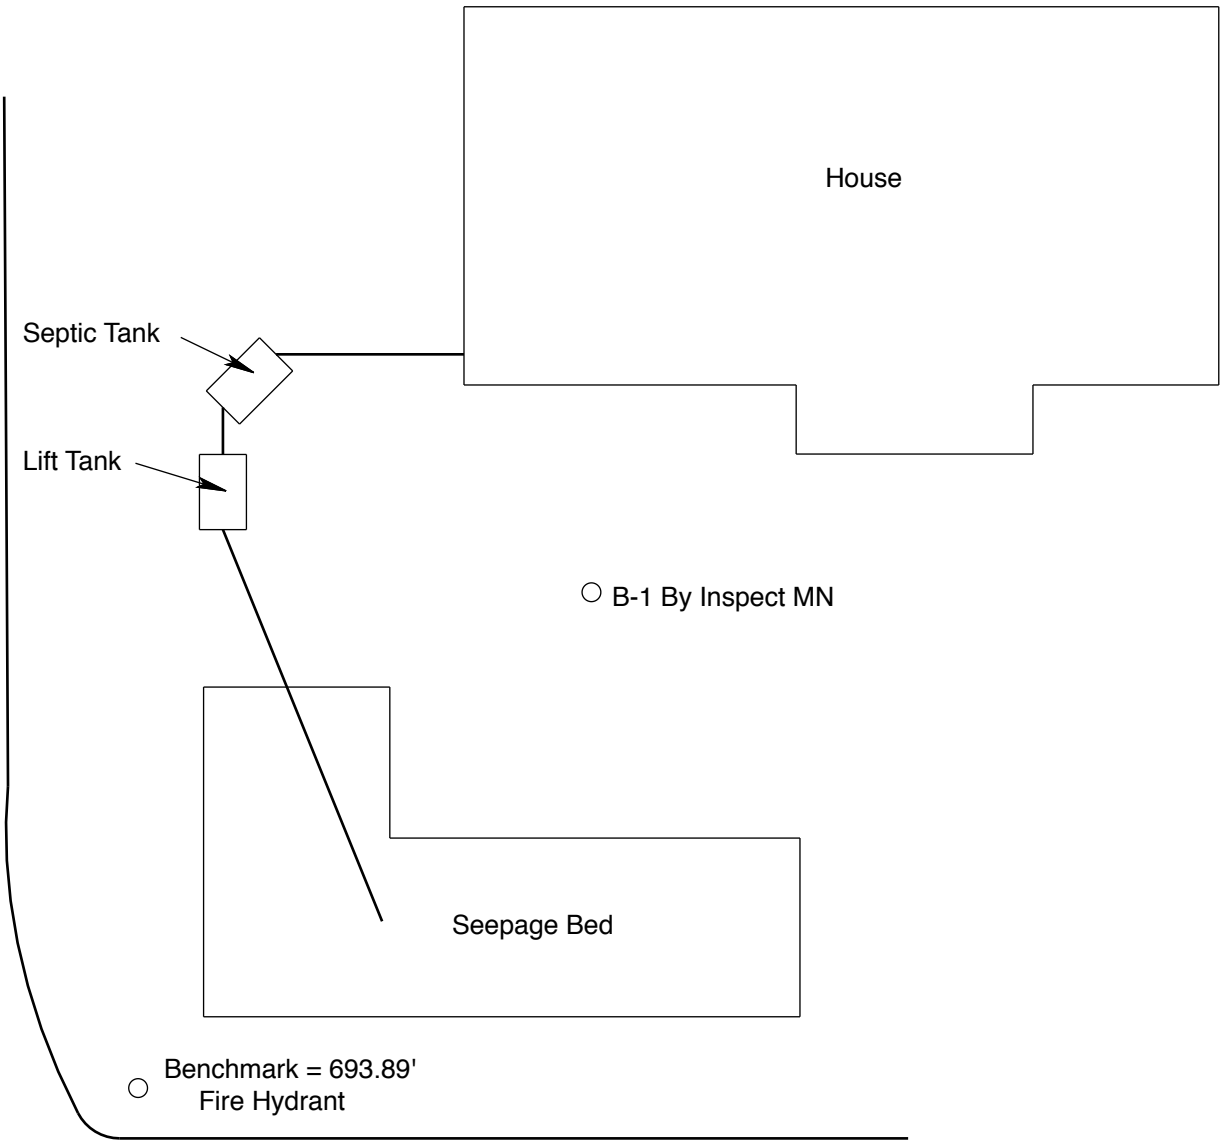 House
Septic Tank
Lift Tank
B-1 By Inspect MN
Seepage Bed
Benchmark = 693.89'
Fire Hydrant